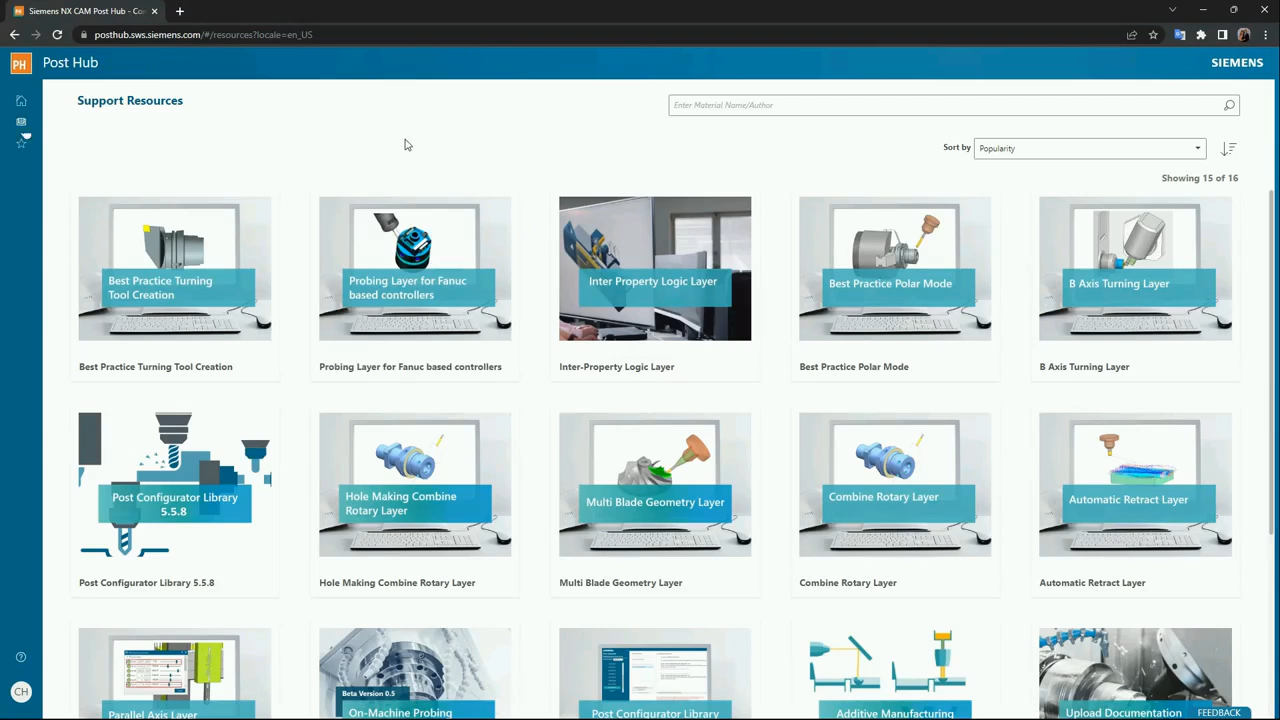 Siemens NX CAM Post Hub - Co
posthub.sws.siemens.com/#/resources?locale=en_US
PH
Post Hub
SIEMENS
Support Resources
Enter Material Name/Author
Sort by
Popularity
Showing 15 of 16
Best Practice Turning
Tool Creation
Probing Layer for Fanuc
based controllers
Inter Property Logic Layer
Best Practice Polar Mode
B Axis Turning Layer
Best Practice Turning Tool Creation
Probing Layer for Fanuc based controllers
Inter-Property Logic Layer
Best Practice Polar Mode
B Axis Turning Layer
Post Configurator Library
5.5.8
Hole Making Combine
Rotary Layer
Multi Blade Geometry Layer
Combine Rotary Layer
Automatic Retract Layer
Post Configurator Library 5.5.8
Hole Making Combine Rotary Layer
Multi Blade Geometry Layer
Combine Rotary Layer
Automatic Retract Layer
CH
Parallel Axis Layer
Beta Version 0.5
On-Machine Probing
Post Configurator Library
Additive Manufacturing
Upload Documentation
FEEDBACK